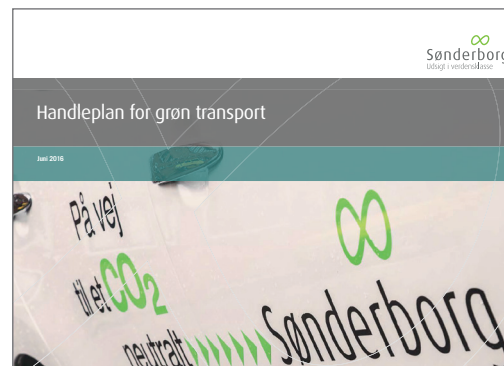 Sønderborg
Udsigt i verdensklasse
Handleplan for grøn transport
Juni 2016
På vej
til et CO2
neutralt Sønderborg